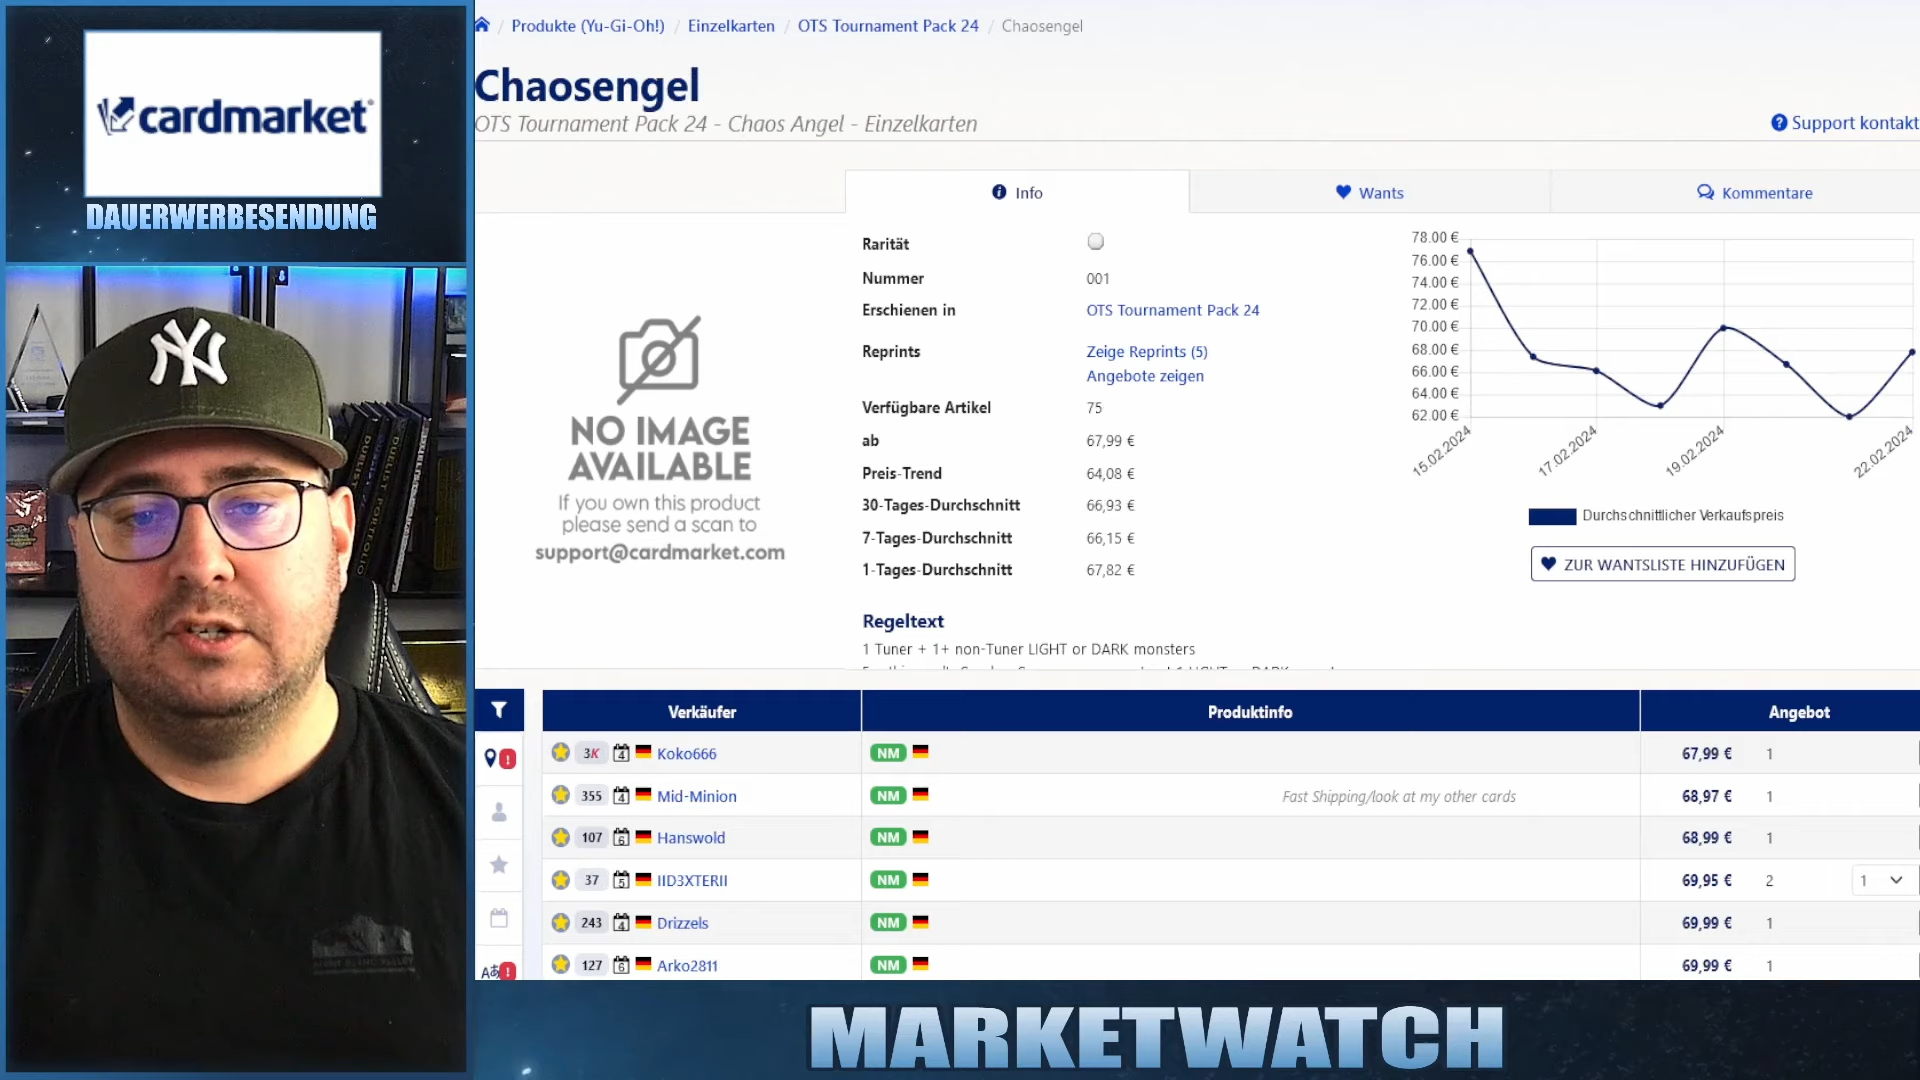 cardmarket
DAUERWERBESENDUNG
NY
DUELIST PORTFOLIO
/ Produkte (Yu-Gi-Oh!) / Einzelkarten / OTS Tournament Pack 24 / Chaosengel
Chaosengel
OTS Tournament Pack 24 - Chaos Angel - Einzelkarten
? Support kontakt
Info
Wants
Kommentare
NO IMAGE
AVAILABLE
If you own this product
please send a scan to
support@cardmarket.com
Rarität
Nummer 001
Erschienen in OTS Tournament Pack 24
Reprints Zeige Reprints (5)
Angebote zeigen
Verfügbare Artikel 75
ab 67,99 €
Preis-Trend 64,08 €
30-Tages-Durchschnitt 66,93 €
7-Tages-Durchschnitt 66,15 €
1-Tages-Durchschnitt 67,82 €
Regeltext
1 Tuner + 1+ non-Tuner LIGHT or DARK monsters
78.00 €
76.00 €
74.00 €
72.00 €
70.00 €
68.00 €
66.00 €
64.00 €
62.00 €
15.02.2024
17.02.2024
19.02.2024
22.02.2024
Durchschnittlicher Verkaufspreis
ZUR WANTSLISTE HINZUFÜGEN
Verkäufer Produktinfo Angebot
3K 4 Koko666 NM 67,99 € 1
355 4 Mid-Minion NM Fast Shipping/look at my other cards 68,97 € 1
107 6 Hanswold NM 68,99 € 1
37 5 IID3XTERII NM 69,95 € 2 1
243 4 Drizzels NM 69,99 € 1
127 6 Arko2811 NM 69,99 € 1
MARKETWATCH